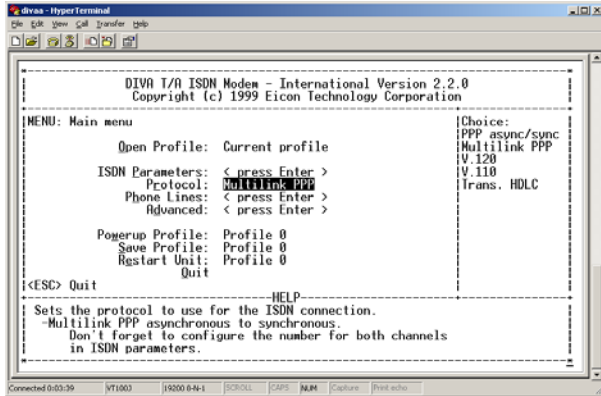 divaa - HyperTerminal
File Edit View Call Transfer Help
DIVA T/A ISDN Modem - International Version 2.2.0
Copyright (c) 1999 Eicon Technology Corporation
MENU: Main menu
Open Profile: Current profile
ISDN Parameters: < press Enter >
Protocol: Multilink PPP
Phone Lines: < press Enter >
Advanced: < press Enter >
Powerup Profile: Profile 0
Save Profile: Profile 0
Restart Unit: Profile 0
Quit
<ESC> Quit
Choice:
PPP async/sync
Multilink PPP
V.120
V.110
Trans. HDLC
HELP
Sets the protocol to use for the ISDN connection.
-Multilink PPP asynchronous to synchronous.
Don't forget to configure the number for both channels
in ISDN parameters.
Connected 0:03:39 VT100J 19200 8-N-1 SCROLL CAPS NUM Capture Print echo